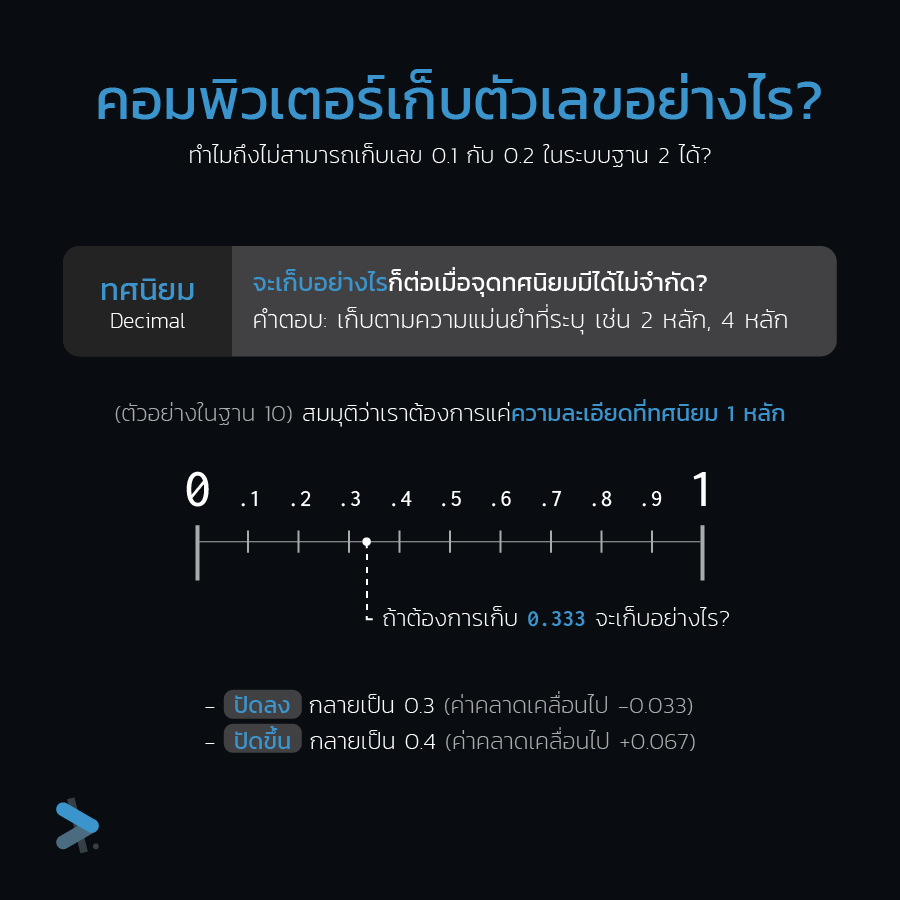 คอมพิวเตอร์เก็บตัวเลขอย่างไร?
ทำไมถึงไม่สามารถเก็บเลข 0.1 กับ 0.2 ในระบบฐาน 2 ได้?
ทศนิยม
Decimal
จะเก็บอย่างไรก็ต่อเมื่อจุดทศนิยมมีได้ไม่จำกัด?
คำตอบ: เก็บตามความแม่นยำที่ระบุ เช่น 2 หลัก, 4 หลัก
(ตัวอย่างในฐาน 10) สมมุติว่าเราต้องการแค่ความละเอียดที่ทศนิยม 1 หลัก
0 .1 .2 .3 .4 .5 .6 .7 .8 .9 1
ถ้าต้องการเก็บ 0.333 จะเก็บอย่างไร?
- ปัดลง กลายเป็น 0.3 (ค่าคลาดเคลื่อนไป -0.033)
- ปัดขึ้น กลายเป็น 0.4 (ค่าคลาดเคลื่อนไป +0.067)